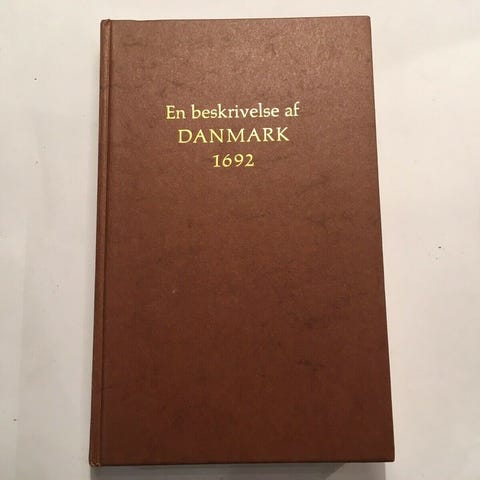 En beskrivelse af
DANMARK
1692